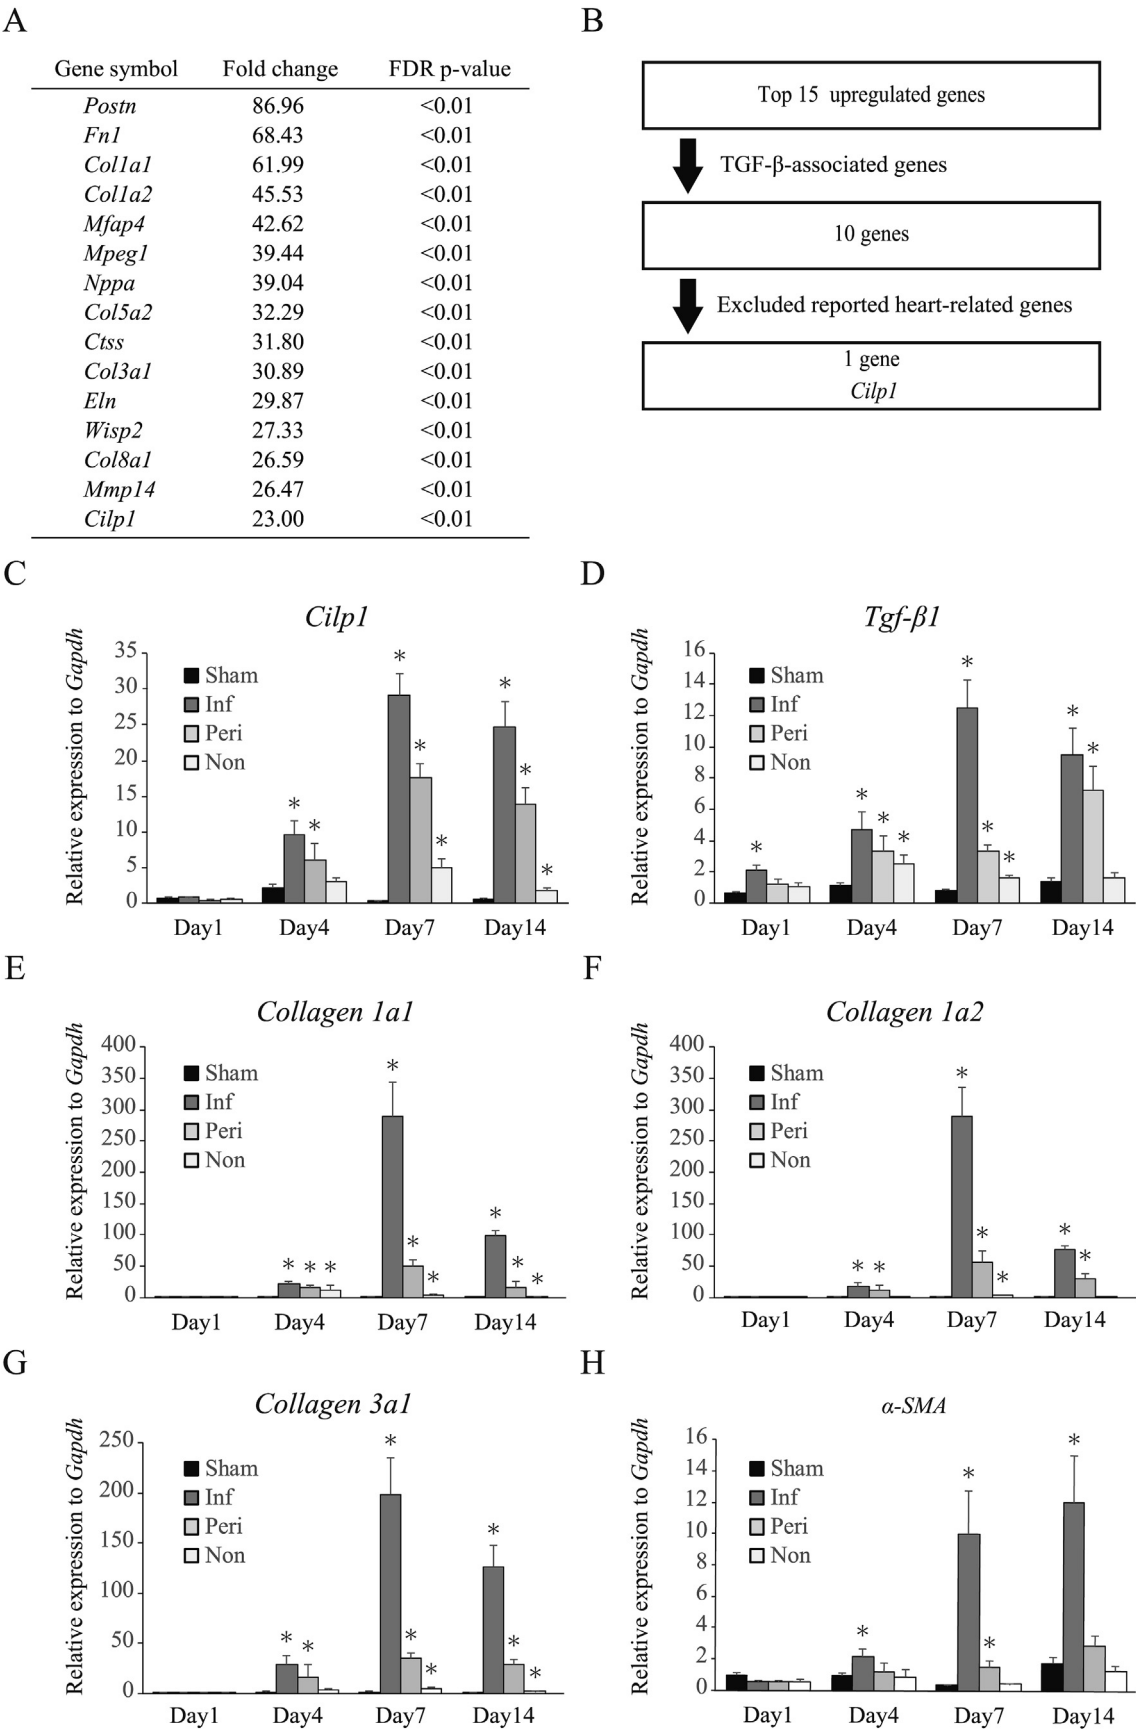 A
Gene symbol Fold change FDR p-value
Postn 86.96 <0.01
Fn1 68.43 <0.01
Col1a1 61.99 <0.01
Col1a2 45.53 <0.01
Mfap4 42.62 <0.01
Mpeg1 39.44 <0.01
Nppa 39.04 <0.01
Col5a2 32.29 <0.01
Ctss 31.80 <0.01
Col3a1 30.89 <0.01
Eln 29.87 <0.01
Wisp2 27.33 <0.01
Col8a1 26.59 <0.01
Mmp14 26.47 <0.01
Cilp1 23.00 <0.01
B
Top 15 upregulated genes
TGF-β-associated genes
10 genes
Excluded reported heart-related genes
1 gene
Cilp1
C
Cilp1
Relative expression to Gapdh
35
30
25
20
15
10
5
0
Sham
Inf
Peri
Non
* * * * * * * *
Day1 Day4 Day7 Day14
D
Tgf-β1
Relative expression to Gapdh
16
14
12
10
8
6
4
2
0
Sham
Inf
Peri
Non
* * * * * * * * *
Day1 Day4 Day7 Day14
E
Collagen 1a1
Relative expression to Gapdh
400
350
300
250
200
150
100
50
0
Sham
Inf
Peri
Non
* * * * * * * * *
Day1 Day4 Day7 Day14
F
Collagen 1a2
Relative expression to Gapdh
400
350
300
250
200
150
100
50
0
Sham
Inf
Peri
Non
* * * * * * *
Day1 Day4 Day7 Day14
G
Collagen 3a1
Relative expression to Gapdh
250
200
150
100
50
0
Sham
Inf
Peri
Non
* * * * * * * *
Day1 Day4 Day7 Day14
H
α-SMA
Relative expression to Gapdh
16
14
12
10
8
6
4
2
0
Sham
Inf
Peri
Non
* * * *
Day1 Day4 Day7 Day14